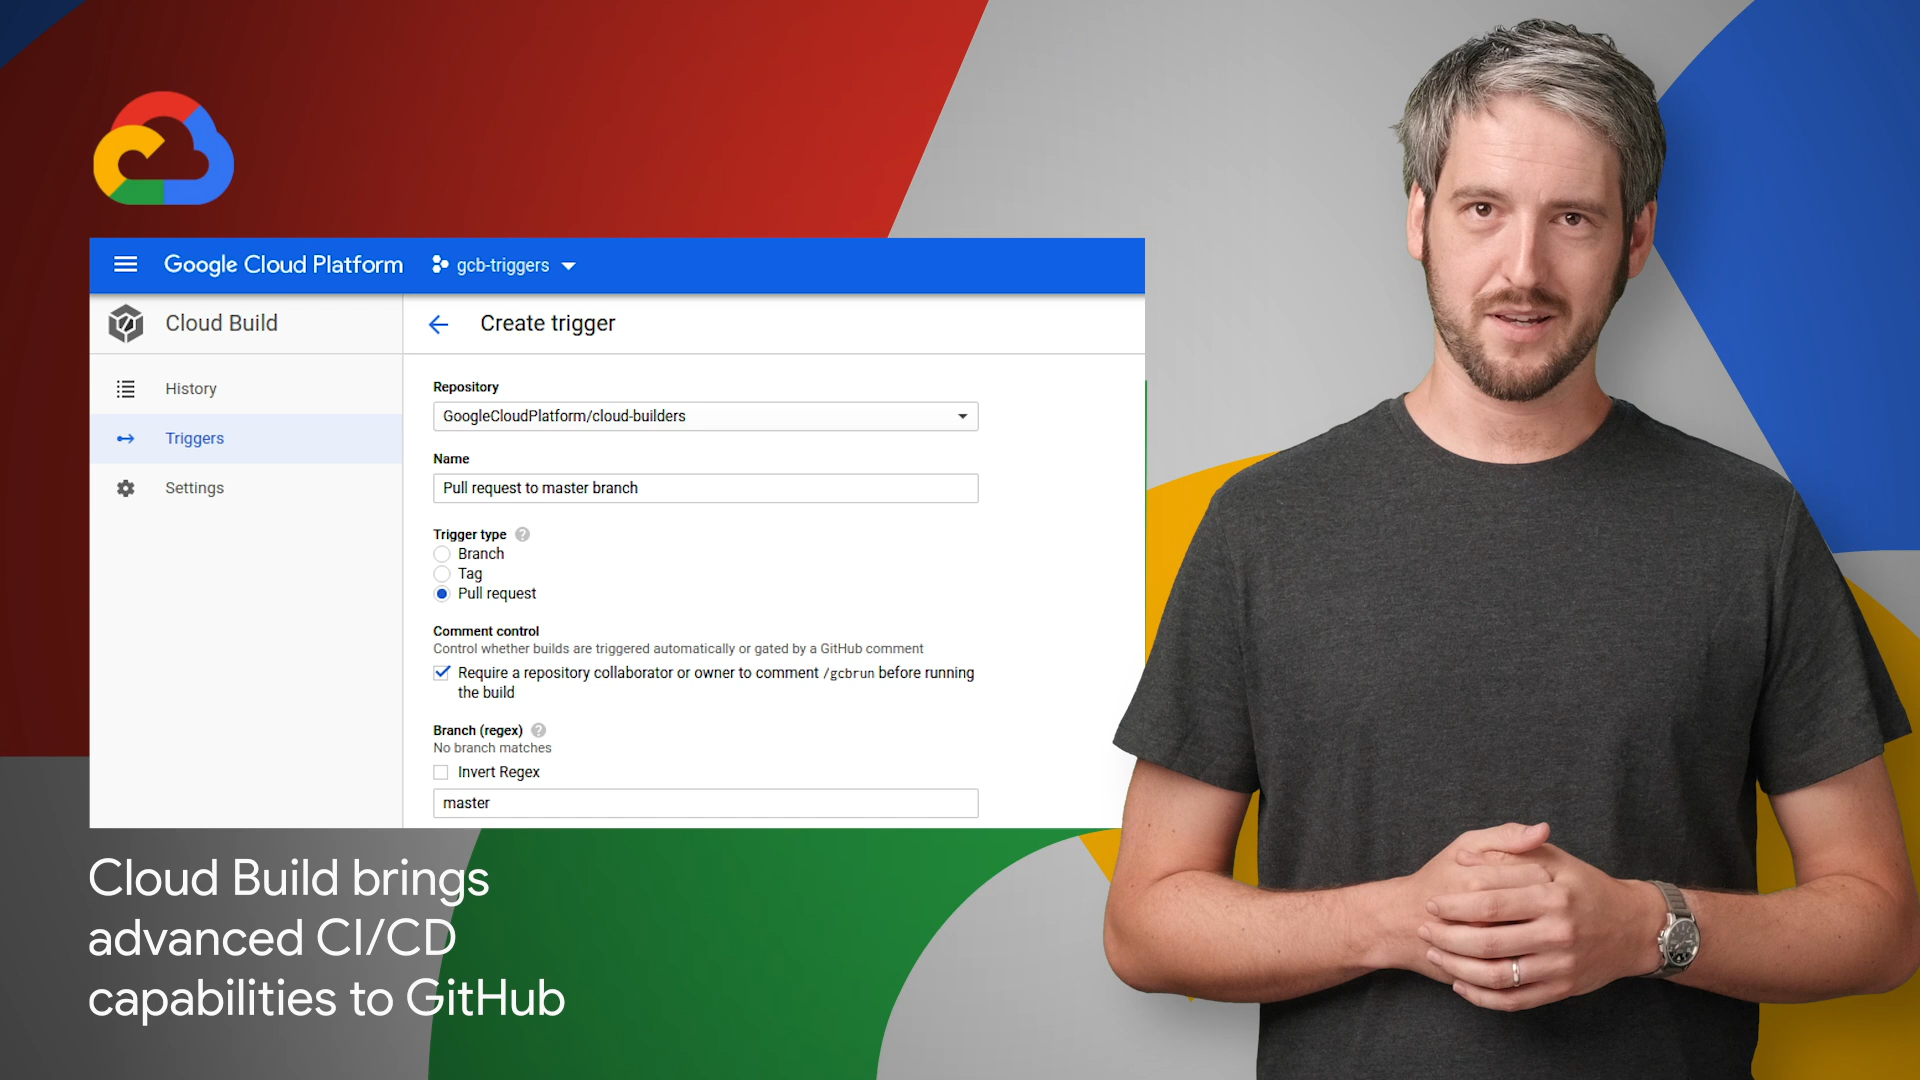 Google Cloud Platform
gcb-triggers
Cloud Build
Create trigger
History
Triggers
Settings
Repository
GoogleCloudPlatform/cloud-builders
Name
Pull request to master branch
Trigger type ?
Branch
Tag
Pull request
Comment control
Control whether builds are triggered automatically or gated by a GitHub comment
Require a repository collaborator or owner to comment /gcbrun before running
the build
Branch (regex) ?
No branch matches
Invert Regex
master
Cloud Build brings
advanced CI/CD
capabilities to GitHub